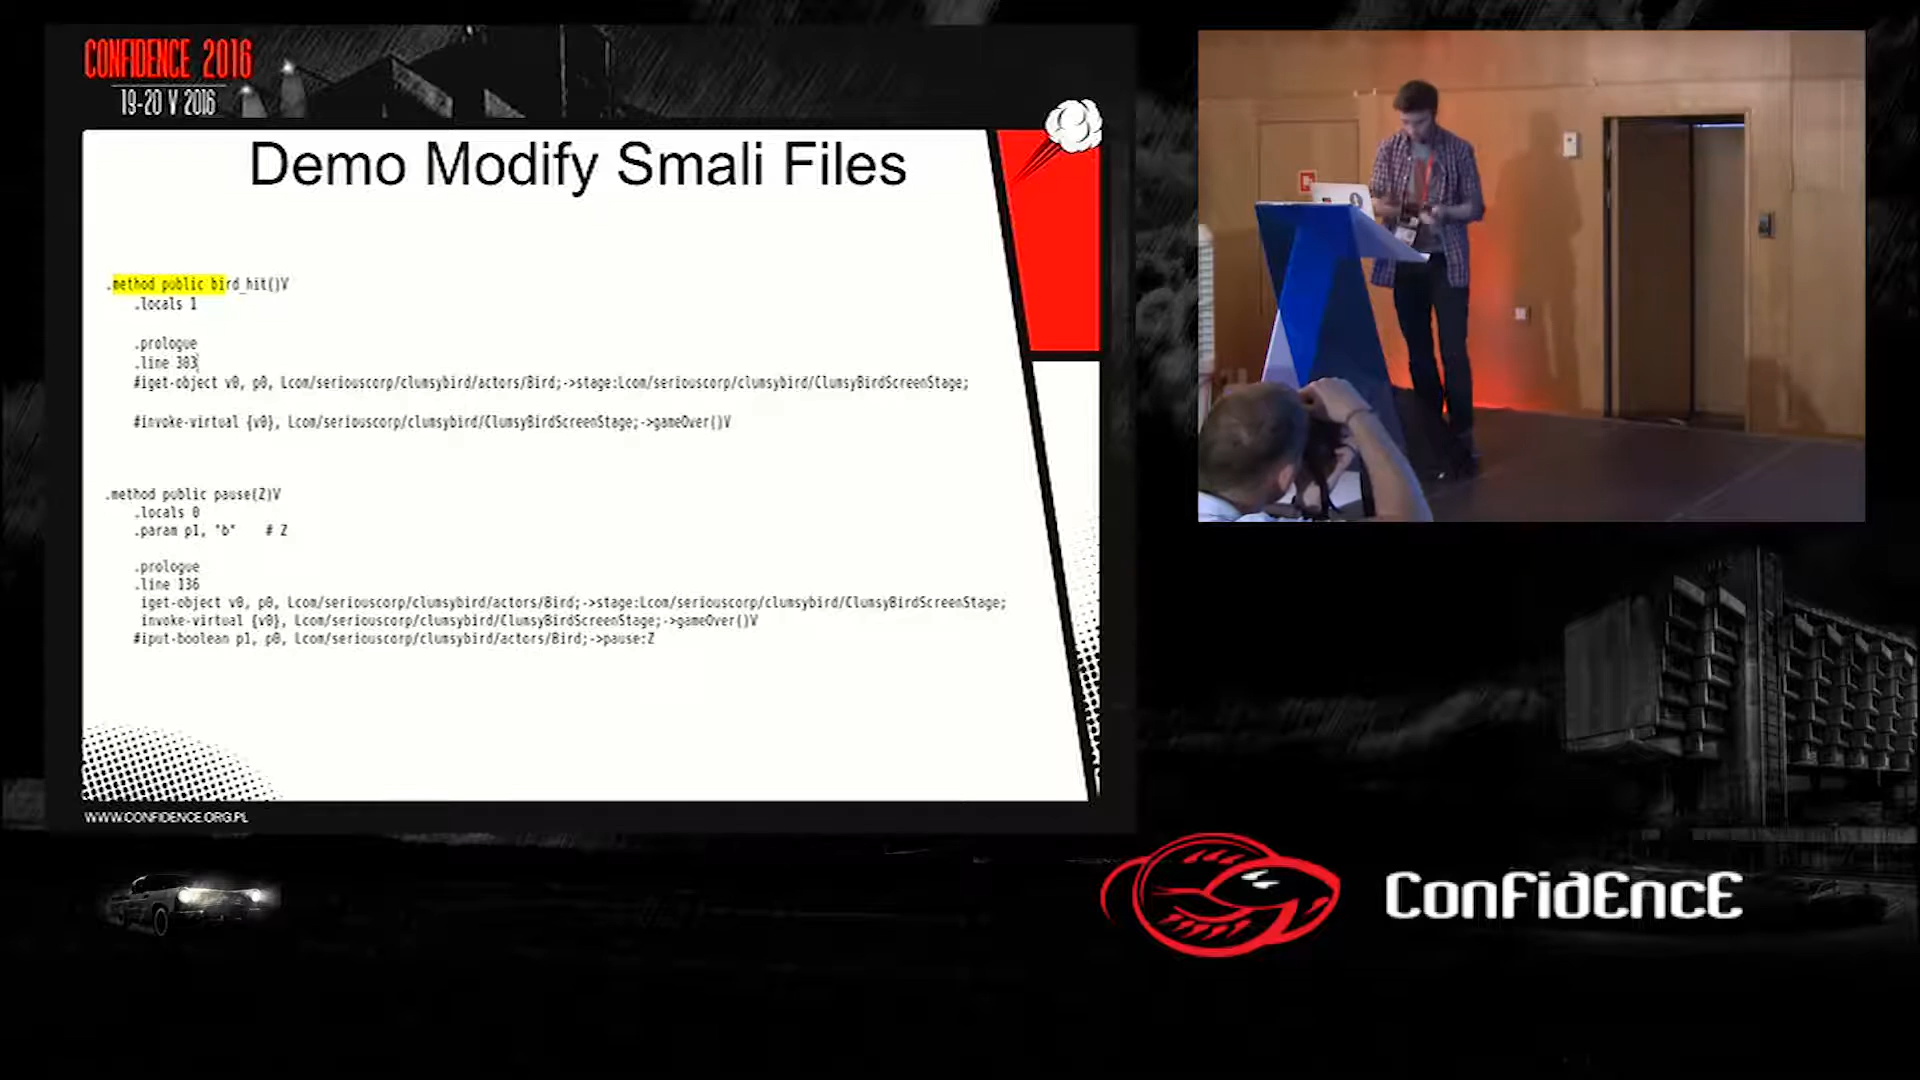 CONFIDENCE 2016
19-20 V 2016
Demo Modify Smali Files
.method public bird_hit()V
.locals 1
.prologue
.line 303
#iget-object v0, p0, Lcom/seriouscorp/clumsybird/actors/Bird;->stage:Lcom/seriouscorp/clumsybird/ClumsyBirdScreenStage;
#invoke-virtual {v0}, Lcom/seriouscorp/clumsybird/ClumsyBirdScreenStage;->gameOver()V
.method public pause(Z)V
.locals 0
.param p1, "b" # Z
.prologue
.line 136
iget-object v0, p0, Lcom/seriouscorp/clumsybird/actors/Bird;->stage:Lcom/seriouscorp/clumsybird/ClumsyBirdScreenStage;
invoke-virtual {v0}, Lcom/seriouscorp/clumsybird/ClumsyBirdScreenStage;->gameOver()V
#iput-boolean p1, p0, Lcom/seriouscorp/clumsybird/actors/Bird;->pause:Z
WWW.CONFIDENCE.ORG.PL
ConFidEncE